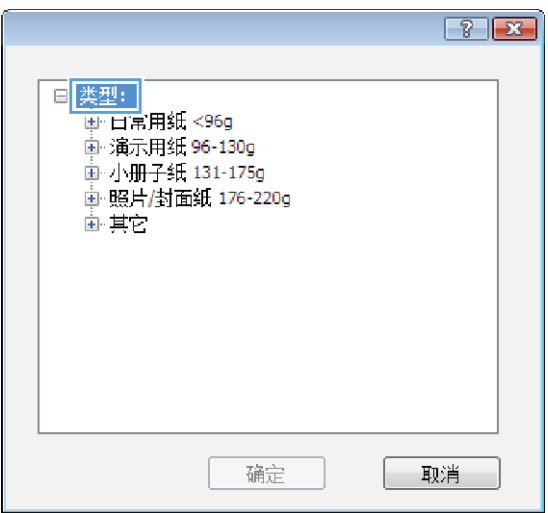 类型:
日常用纸 <96g
演示用纸 96-130g
小册子纸 131-175g
照片/封面纸 176-220g
其它
确定 取消